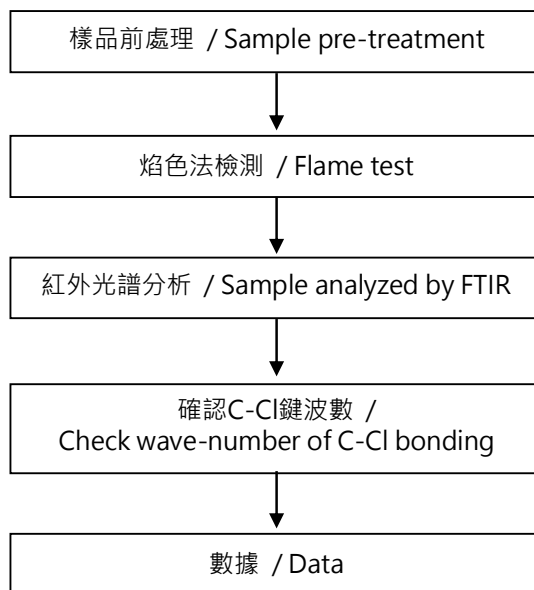 樣品前處理 / Sample pre-treatment
焰色法檢測 / Flame test
紅外光譜分析 / Sample analyzed by FTIR
確認C-Cl鍵波數 /
Check wave-number of C-Cl bonding
數據 / Data